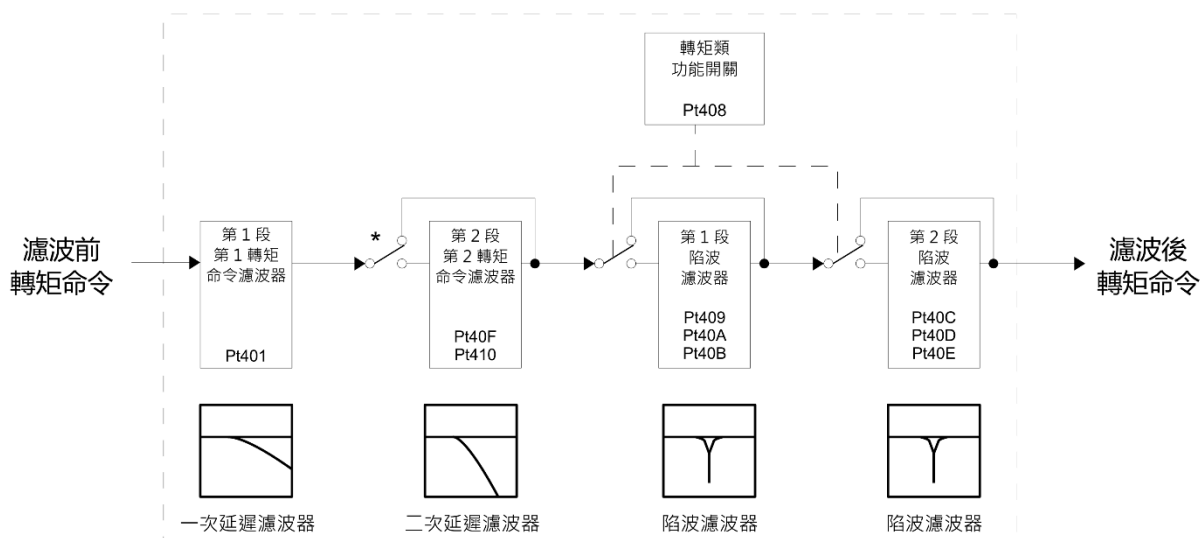 轉矩類
功能開關
Pt408
濾波前
轉矩命令
第 1 段
第 1 轉矩
命令濾波器
Pt401
*
第 2 段
第 2 轉矩
命令濾波器
Pt40F
Pt410
第 1 段
陷波
濾波器
Pt409
Pt40A
Pt40B
第 2 段
陷波
濾波器
Pt40C
Pt40D
Pt40E
濾波後
轉矩命令
一次延遲濾波器
二次延遲濾波器
陷波濾波器
陷波濾波器